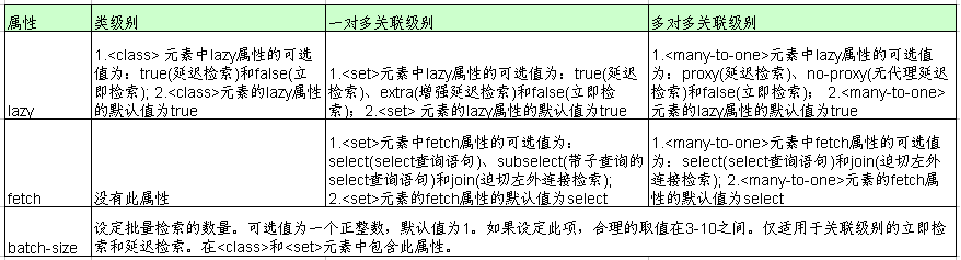 属性
类级别
一对多关联级别
多对多关联级别
lazy
1.<class> 元素中lazy属性的可选
值为：true(延迟检索)和false(立
即检索); 2.<class>元素的lazy属性
的默认值为true
1.<set>元素中lazy属性的可选值为：true(延迟
检索)、extra(增强延迟检索)和false(立即检
索)；2.<set> 元素的lazy属性的默认值为true
1.<many-to-one>元素中lazy属性的可选值
为：proxy(延迟检索)、no-proxy(无代理延迟
检索)和false(立即检索)； 2.<many-to-one>
元素的lazy属性的默认值为true
fetch
没有此属性
1.<set>元素中fetch属性的可选值为：
select(select查询语句)、subselect(带子查询的
select查询语句)和join(迫切左外连接检索);
2.<set>元素的fetch属性的默认值为select
1.<many-to-one>元素中fetch属性的可选
值为：select(select查询语句)和join(迫切左外
连接检索); 2.<many-to-one>元素的fetch属
性的默认值为select
batch-size
设定批量检索的数量。可选值为一个正整数，默认值为1。如果设定此项，合理的取值在3-10之间。仅适用于关联级别的立即检
索和延迟检索。在<class>和<set>元素中包含此属性。